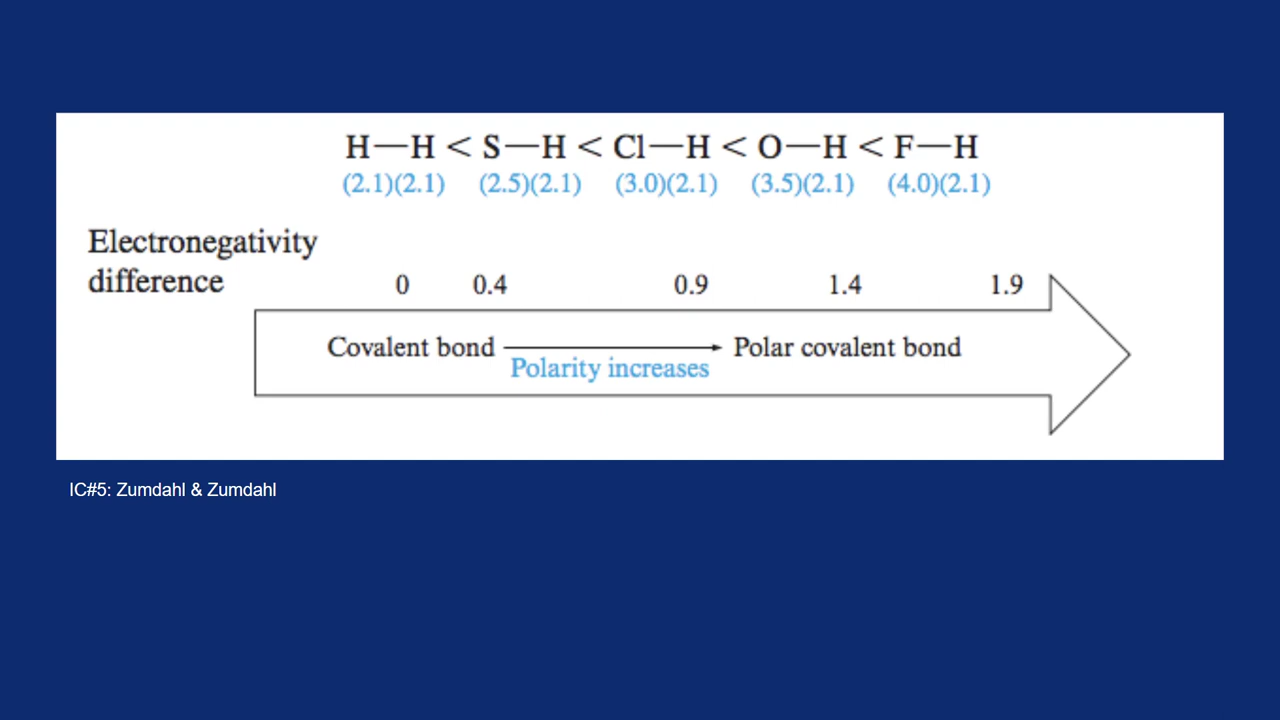 H—H < S—H < Cl—H < O—H < F—H
(2.1)(2.1) (2.5)(2.1) (3.0)(2.1) (3.5)(2.1) (4.0)(2.1)
Electronegativity
difference 0 0.4 0.9 1.4 1.9
Covalent bond Polar covalent bond
Polarity increases
IC#5: Zumdahl & Zumdahl